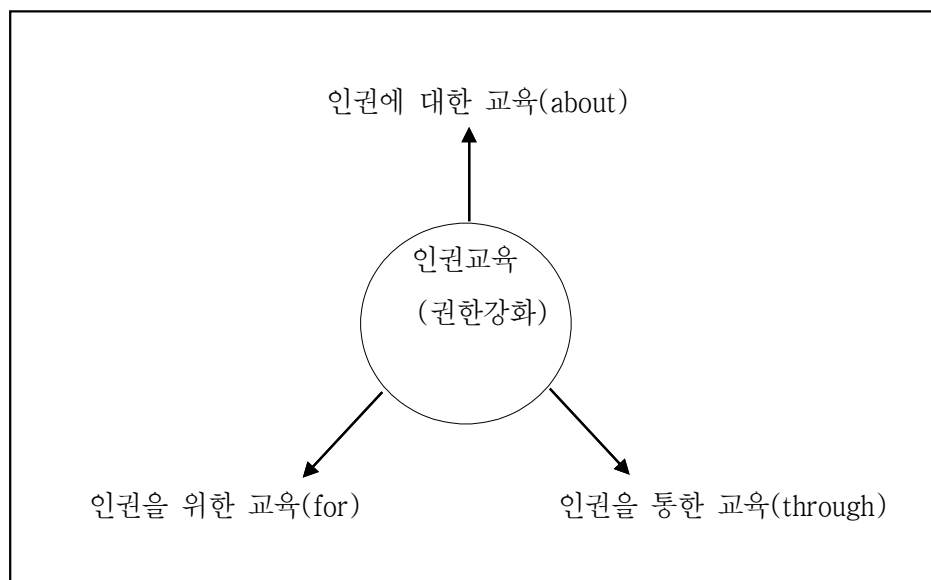 인권에 대한 교육(about)
인권교육
(권한강화)
인권을 위한 교육(for)
인권을 통한 교육(through)